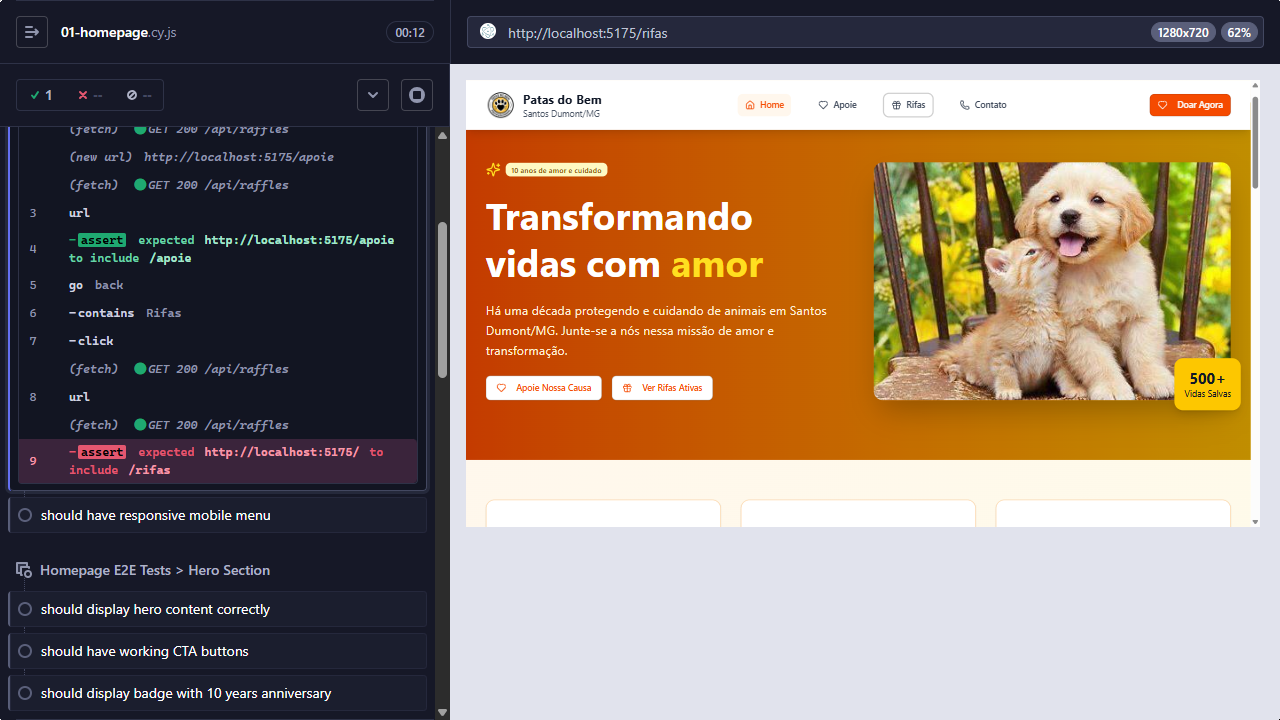 01-homepage.cy.js
00:12
1
--
--
(fetch) GET 200 /api/raffles
(new url) http://localhost:5175/apoie
(fetch) GET 200 /api/raffles
3 url
4 -assert expected http://localhost:5175/apoie
to include /apoie
5 go back
6 -contains Rifas
7 -click
(fetch) GET 200 /api/raffles
8 url
(fetch) GET 200 /api/raffles
9 -assert expected http://localhost:5175/ to
include /rifas
should have responsive mobile menu
Homepage E2E Tests > Hero Section
should display hero content correctly
should have working CTA buttons
should display badge with 10 years anniversary
http://localhost:5175/rifas
1280x720
62%
Patas do Bem
Santos Dumont/MG
Home
Apoie
Rifas
Contato
Doar Agora
10 anos de amor e cuidado
Transformando
vidas com amor
Há uma década protegendo e cuidando de animais em Santos
Dumont/MG. Junte-se a nós nessa missão de amor e
transformação.
Apoie Nossa Causa
Ver Rifas Ativas
500+
Vidas Salvas